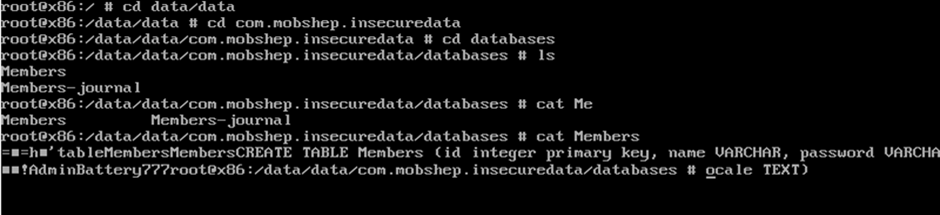 root@x86:/ # cd data/data
root@x86:/data/data # cd com.mobshep.insecuredata
root@x86:/data/data/com.mobshep.insecuredata # cd databases
root@x86:/data/data/com.mobshep.insecuredata/databases # ls
Members
Members-journal
root@x86:/data/data/com.mobshep.insecuredata/databases # cat Me
Members Members-journal
root@x86:/data/data/com.mobshep.insecuredata/databases # cat Members
=■=h■'tableMembersMembersCREATE TABLE Members (id integer primary key, name VARCHAR, password VARCHA
■■!AdminBattery777root@x86:/data/data/com.mobshep.insecuredata/databases # ocale TEXT)